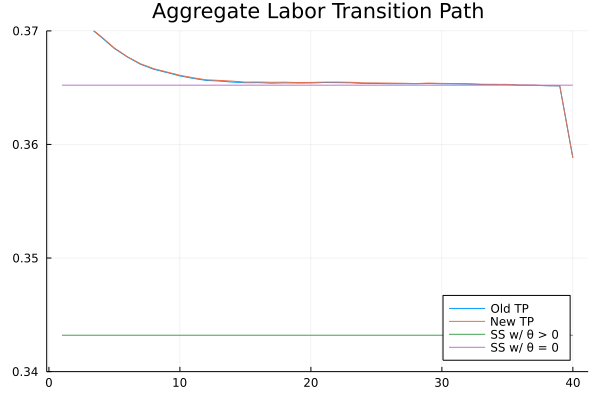 Aggregate Labor Transition Path
0.37
0.36
0.35
0.34
0
10
20
30
40
Old TP
New TP
SS w/ θ > 0
SS w/ θ = 0